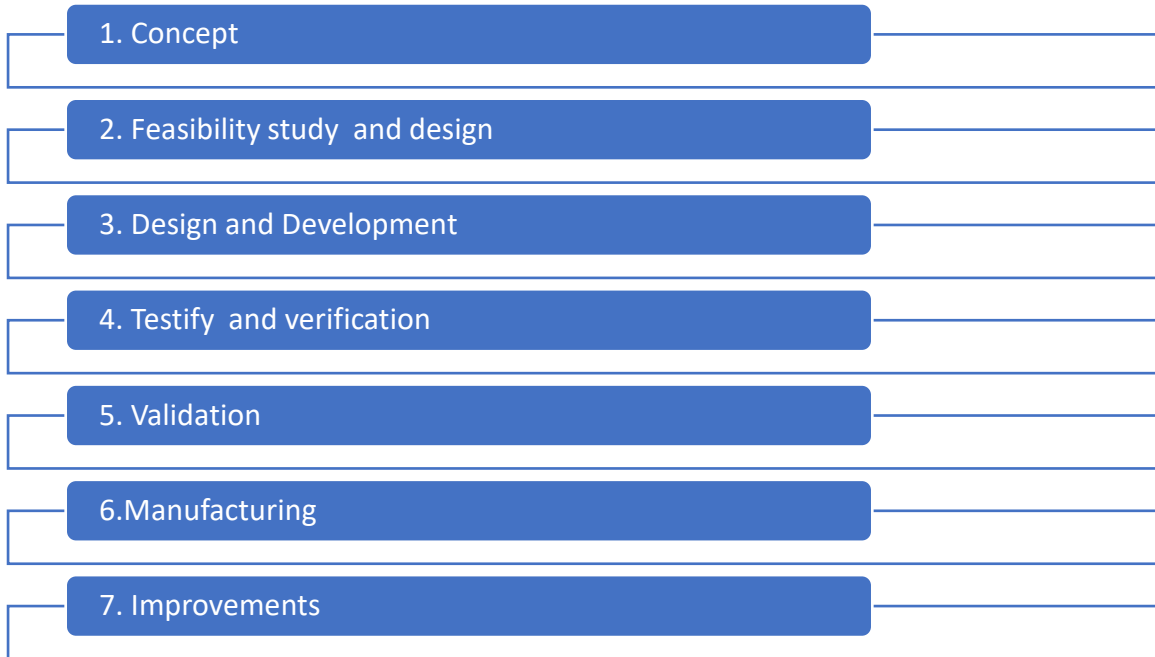 1. Concept
2. Feasibility study  and design
3. Design and Development
4. Testify  and verification
5. Validation
6.Manufacturing
7. Improvements